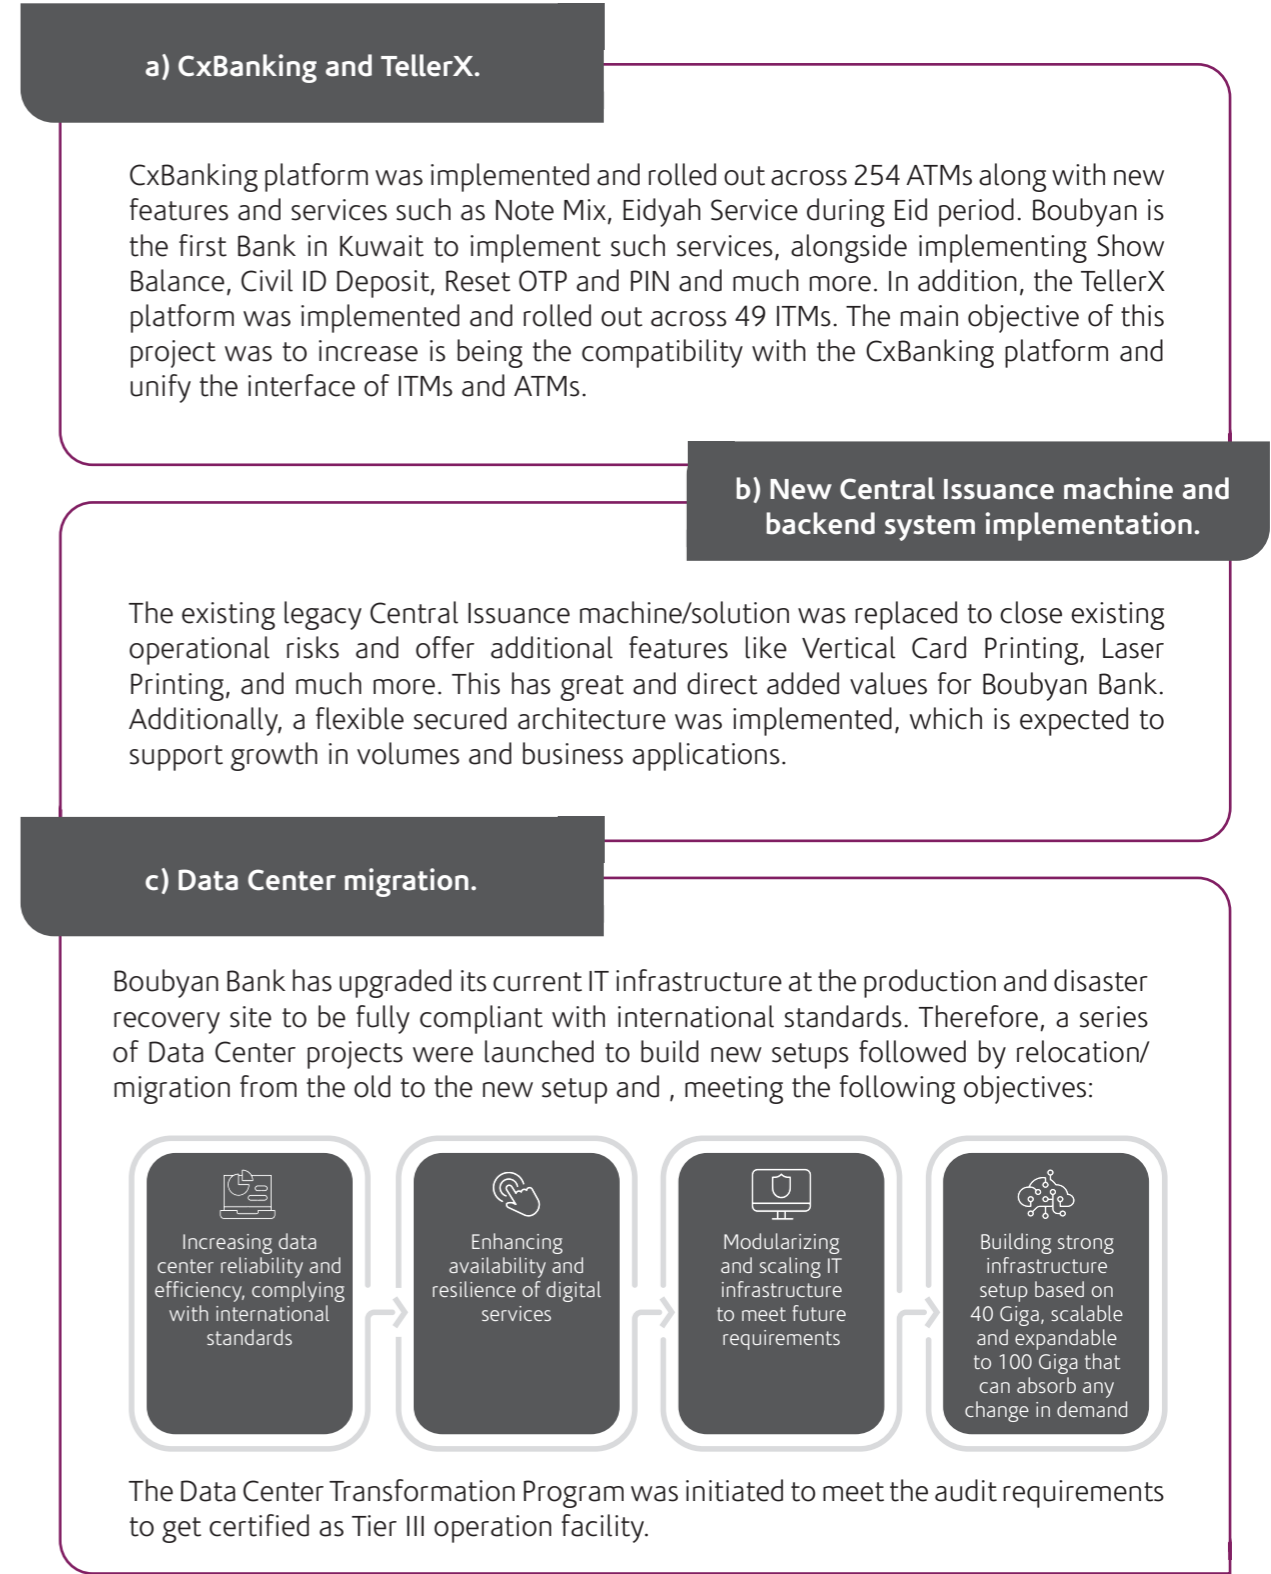 a) CxBanking and TellerX.
CxBanking platform was implemented and rolled out across 254 ATMs along with new
features and services such as Note Mix, Eidyah Service during Eid period. Boubyan is
the first Bank in Kuwait to implement such services, alongside implementing Show
Balance, Civil ID Deposit, Reset OTP and PIN and much more. In addition, the TellerX
platform was implemented and rolled out across 49 ITMs. The main objective of this
project was to increase is being the compatibility with the CxBanking platform and
unify the interface of ITMs and ATMs.
b) New Central Issuance machine and
backend system implementation.
The existing legacy Central Issuance machine/solution was replaced to close existing
operational risks and offer additional features like Vertical Card Printing, Laser
Printing, and much more. This has great and direct added values for Boubyan Bank.
Additionally, a flexible secured architecture was implemented, which is expected to
support growth in volumes and business applications.
c) Data Center migration.
Boubyan Bank has upgraded its current IT infrastructure at the production and disaster
recovery site to be fully compliant with international standards. Therefore, a series
of Data Center projects were launched to build new setups followed by relocation/
migration from the old to the new setup and , meeting the following objectives:
Increasing data
center reliability and
efficiency, complying
with international
standards
Enhancing
availability and
resilience of digital
services
Modularizing
and scaling IT
infrastructure
to meet future
requirements
Building strong
infrastructure
setup based on
40 Giga, scalable
and expandable
to 100 Giga that
can absorb any
change in demand
The Data Center Transformation Program was initiated to meet the audit requirements
to get certified as Tier III operation facility.